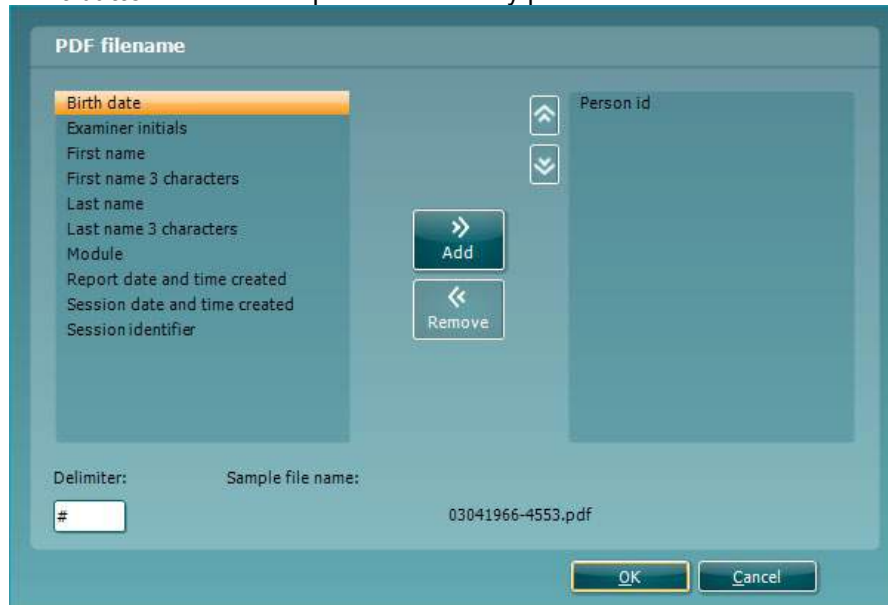 PDF filename
Birth date
Examiner initials
First name
First name 3 characters
Last name
Last name 3 characters
Module
Report date and time created
Session date and time created
Session identifier
Add
Remove
Person id
Delimiter:
Sample file name:
#
03041966-4553.pdf
OK
Cancel